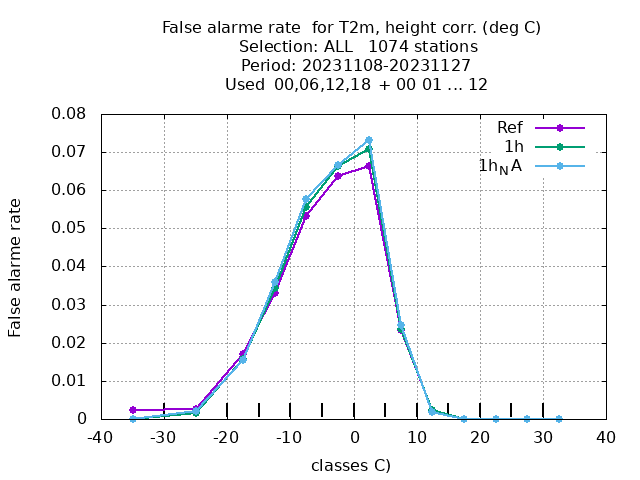 False alarme rate  for T2m, height corr. (deg C)
Selection: ALL   1074 stations
Period: 20231108-20231127
Used  00,06,12,18 + 00 01 ... 12
0.08
0.07
0.06
0.05
0.04
0.03
0.02
0.01
0
False alarme rate
Ref
1h
1hNA
-40 -30 -20 -10 0 10 20 30 40
classes C)